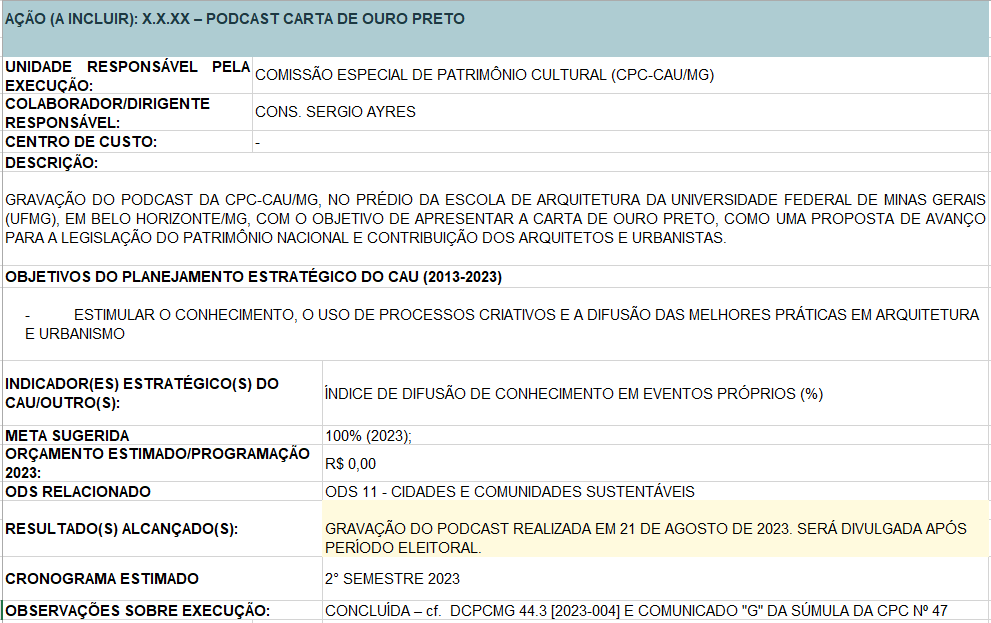 AÇÃO (A INCLUIR): X.X.XX – PODCAST CARTA DE OURO PRETO
UNIDADE RESPONSÁVEL PELA
EXECUÇÃO:
COMISSÃO ESPECIAL DE PATRIMÔNIO CULTURAL (CPC-CAU/MG)
COLABORADOR/DIRIGENTE
RESPONSÁVEL:
CONS. SERGIO AYRES
CENTRO DE CUSTO:
-
DESCRIÇÃO:
GRAVAÇÃO DO PODCAST DA CPC-CAU/MG, NO PRÉDIO DA ESCOLA DE ARQUITETURA DA UNIVERSIDADE FEDERAL DE MINAS GERAIS
(UFMG), EM BELO HORIZONTE/MG, COM O OBJETIVO DE APRESENTAR A CARTA DE OURO PRETO, COMO UMA PROPOSTA DE AVANÇO
PARA A LEGISLAÇÃO DO PATRIMÔNIO NACIONAL E CONTRIBUIÇÃO DOS ARQUITETOS E URBANISTAS.
OBJETIVOS DO PLANEJAMENTO ESTRATÉGICO DO CAU (2013-2023)
- ESTIMULAR O CONHECIMENTO, O USO DE PROCESSOS CRIATIVOS E A DIFUSÃO DAS MELHORES PRÁTICAS EM ARQUITETURA
E URBANISMO
INDICADOR(ES) ESTRATÉGICO(S) DO
CAU/OUTRO(S):
ÍNDICE DE DIFUSÃO DE CONHECIMENTO EM EVENTOS PRÓPRIOS (%)
META SUGERIDA
100% (2023);
ORÇAMENTO ESTIMADO/PROGRAMAÇÃO
2023:
R$ 0,00
ODS RELACIONADO
ODS 11 - CIDADES E COMUNIDADES SUSTENTÁVEIS
RESULTADO(S) ALCANÇADO(S):
GRAVAÇÃO DO PODCAST REALIZADA EM 21 DE AGOSTO DE 2023. SERÁ DIVULGADA APÓS
PERÍODO ELEITORAL.
CRONOGRAMA ESTIMADO
2° SEMESTRE 2023
OBSERVAÇÕES SOBRE EXECUÇÃO:
CONCLUÍDA – cf. DCPCMG 44.3 [2023-004] E COMUNICADO "G" DA SÚMULA DA CPC Nº 47